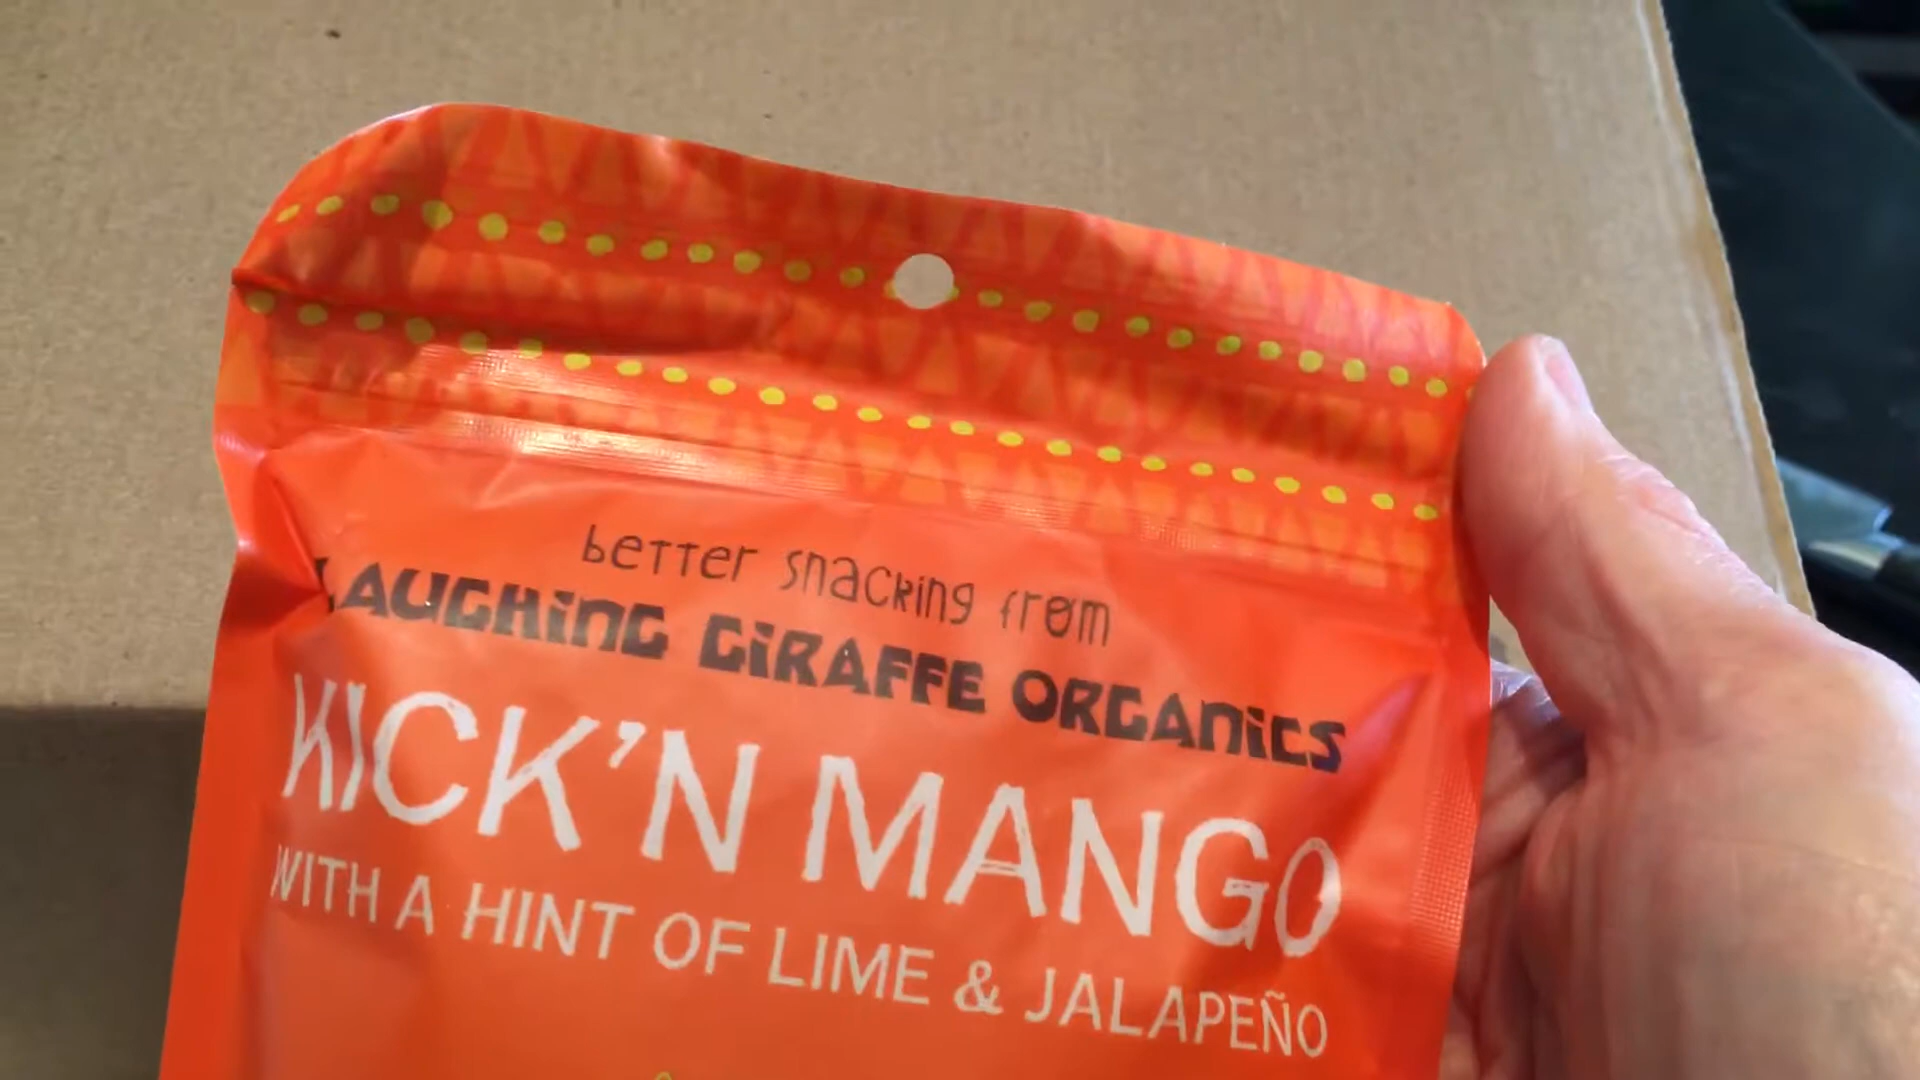 better snacking from
LAUGHING GIRAFFE ORGANICS
KICK'N MANGO
WITH A HINT OF LIME & JALAPEÑO